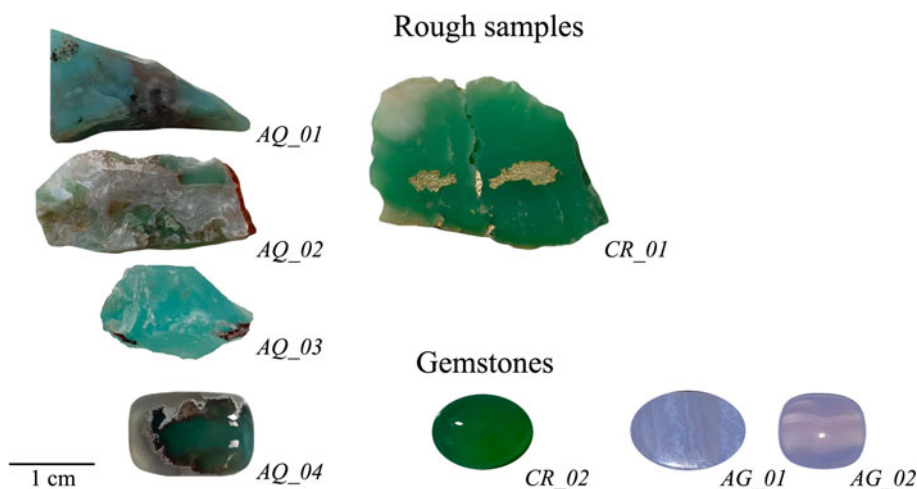 Rough samples
AQ_01
AQ_02
CR_01
AQ_03
Gemstones
AQ_04
CR_02
AG_01
AG_02
1 cm